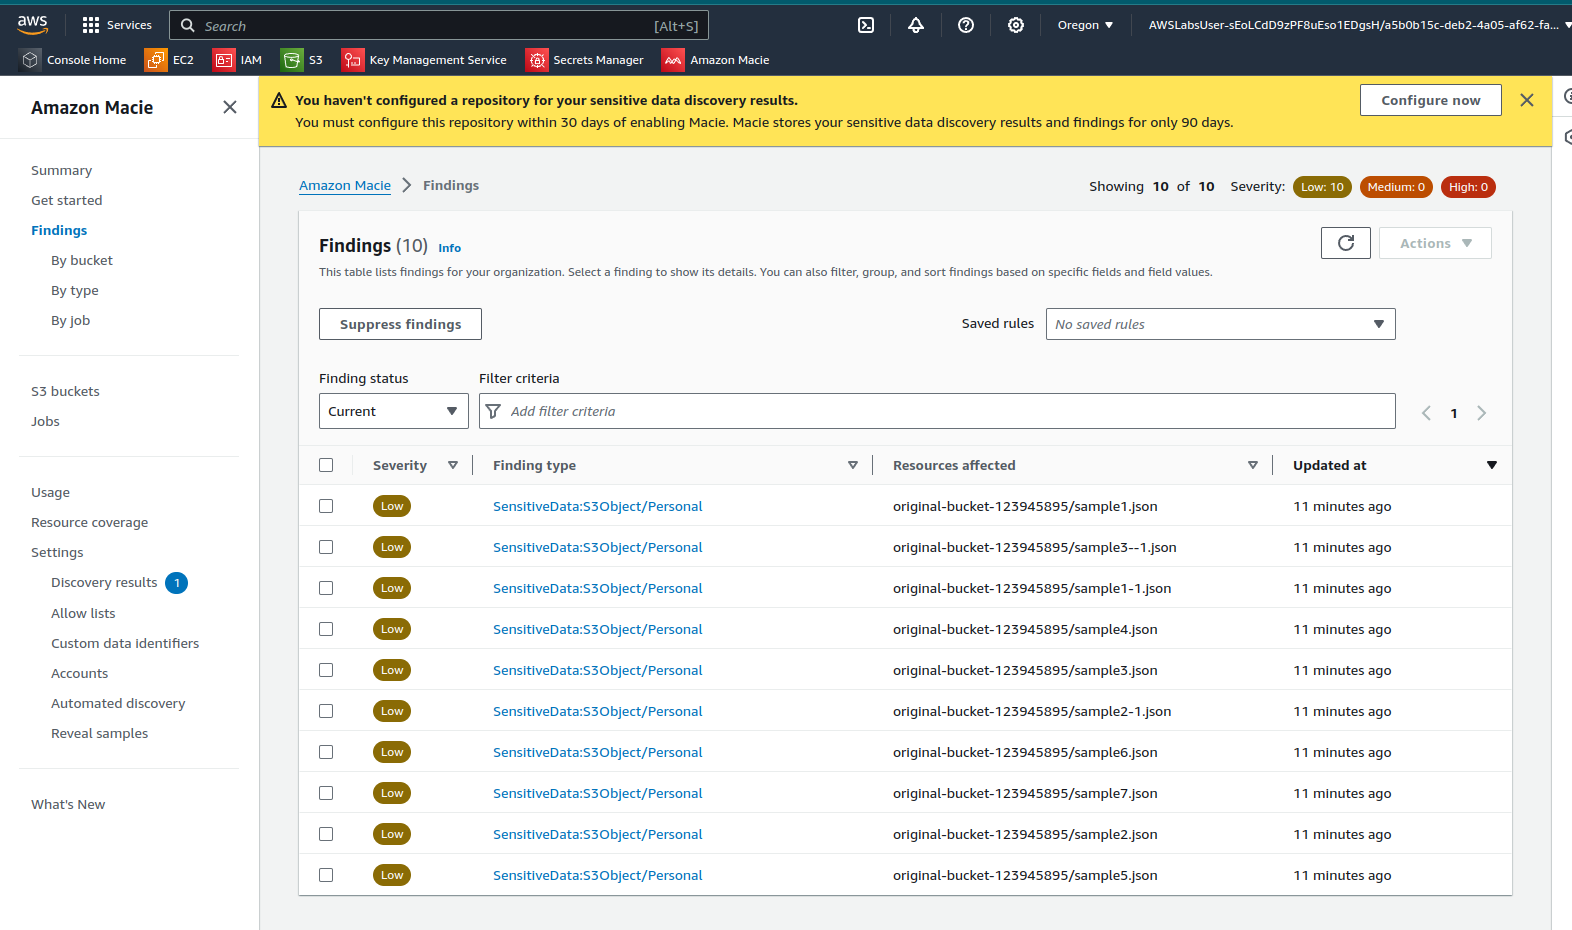 aws
Services
Search
[Alt+S]
Oregon
AWSLabsUser-sEoLCdD9zPF8uEso1EDgsH/a5b0b15c-deb2-4a05-af62-fa...
Console Home
EC2
IAM
S3
Key Management Service
Secrets Manager
Amazon Macie
Amazon Macie
Summary
Get started
Findings
By bucket
By type
By job
S3 buckets
Jobs
Usage
Resource coverage
Settings
Discovery results 1
Allow lists
Custom data identifiers
Accounts
Automated discovery
Reveal samples
What's New
You haven't configured a repository for your sensitive data discovery results.
You must configure this repository within 30 days of enabling Macie. Macie stores your sensitive data discovery results and findings for only 90 days.
Configure now
Amazon Macie > Findings
Showing 10 of 10 Severity: Low: 10 Medium: 0 High: 0
Findings (10) Info
This table lists findings for your organization. Select a finding to show its details. You can also filter, group, and sort findings based on specific fields and field values.
Actions
Suppress findings
Saved rules
No saved rules
Finding status
Current
Filter criteria
Add filter criteria
1
Severity Finding type Resources affected Updated at
Low SensitiveData:S3Object/Personal original-bucket-123945895/sample1.json 11 minutes ago
Low SensitiveData:S3Object/Personal original-bucket-123945895/sample3--1.json 11 minutes ago
Low SensitiveData:S3Object/Personal original-bucket-123945895/sample1-1.json 11 minutes ago
Low SensitiveData:S3Object/Personal original-bucket-123945895/sample4.json 11 minutes ago
Low SensitiveData:S3Object/Personal original-bucket-123945895/sample3.json 11 minutes ago
Low SensitiveData:S3Object/Personal original-bucket-123945895/sample2-1.json 11 minutes ago
Low SensitiveData:S3Object/Personal original-bucket-123945895/sample6.json 11 minutes ago
Low SensitiveData:S3Object/Personal original-bucket-123945895/sample7.json 11 minutes ago
Low SensitiveData:S3Object/Personal original-bucket-123945895/sample2.json 11 minutes ago
Low SensitiveData:S3Object/Personal original-bucket-123945895/sample5.json 11 minutes ago